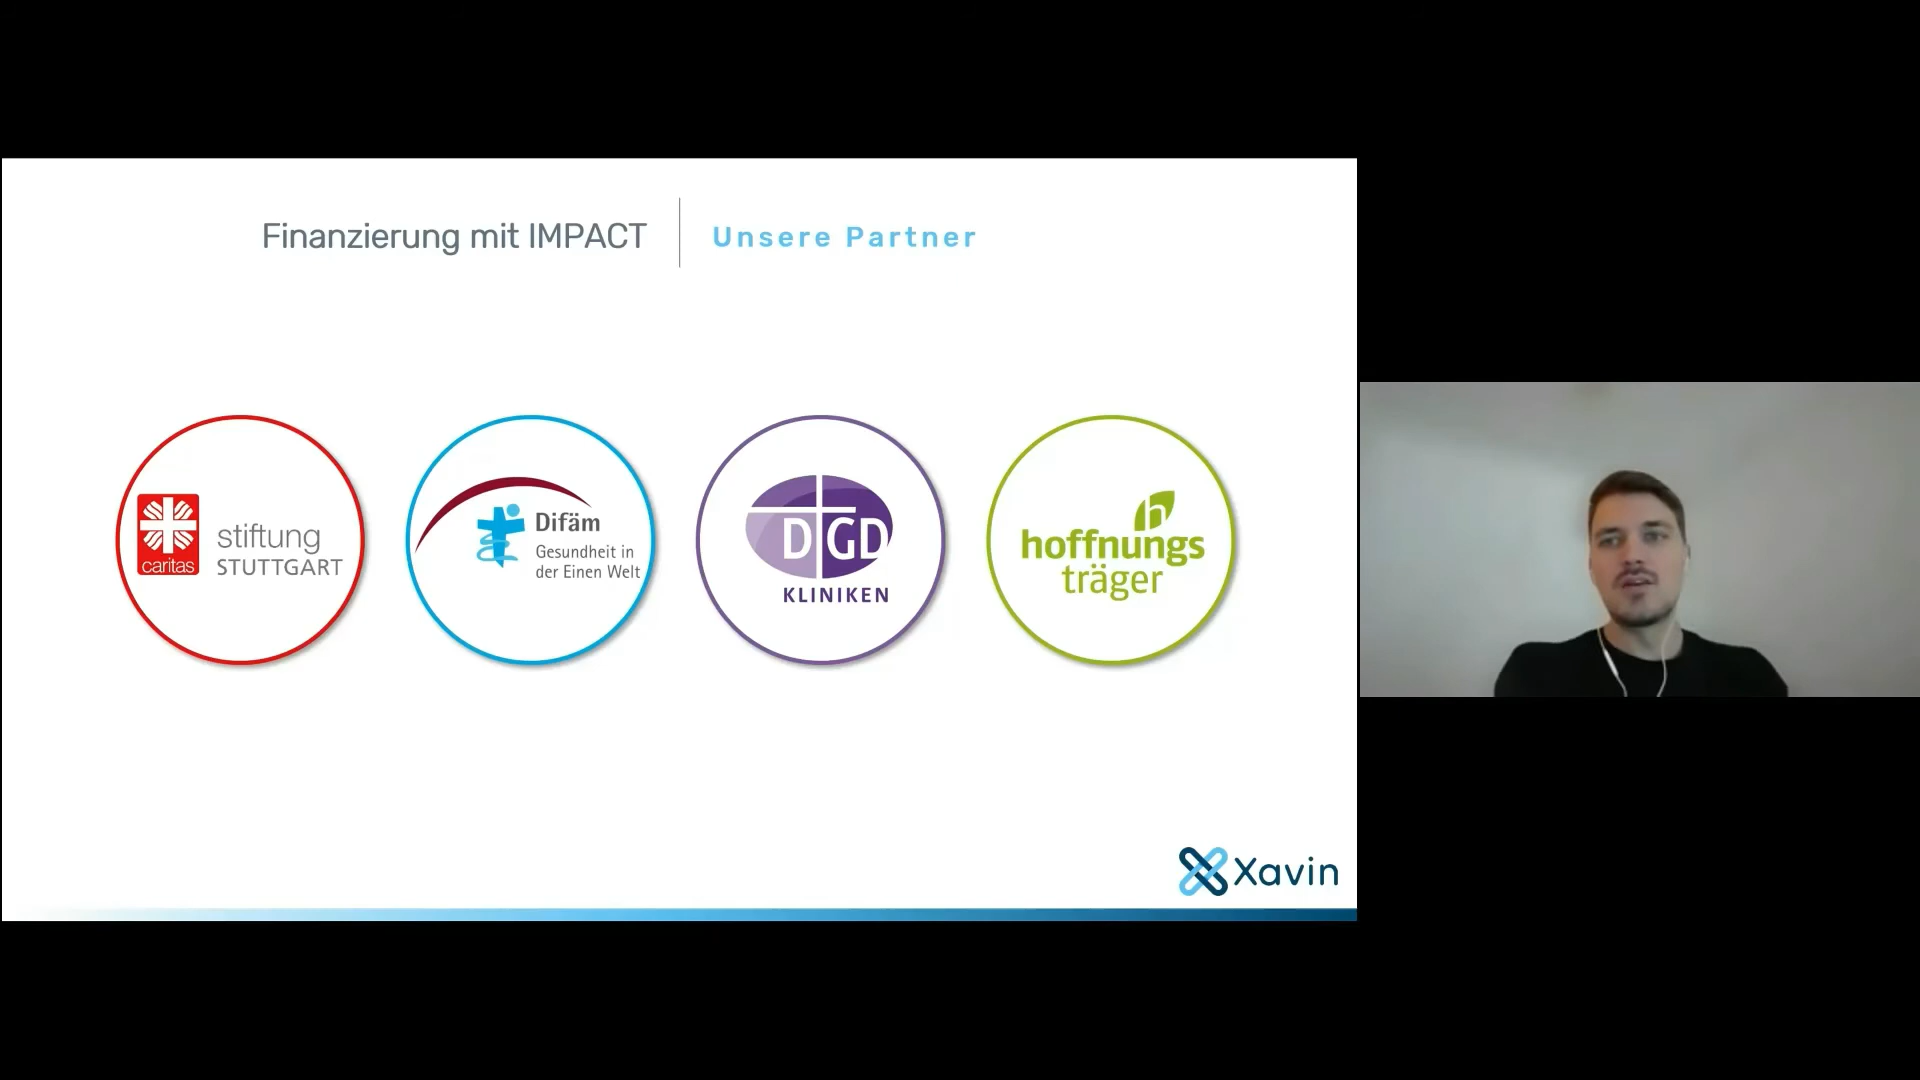 Finanzierung mit IMPACT
Unsere Partner
caritas
stiftung
STUTTGART
Difäm
Gesundheit in
der Einen Welt
DGD
KLINIKEN
h
hoffnungs
träger
Xavin